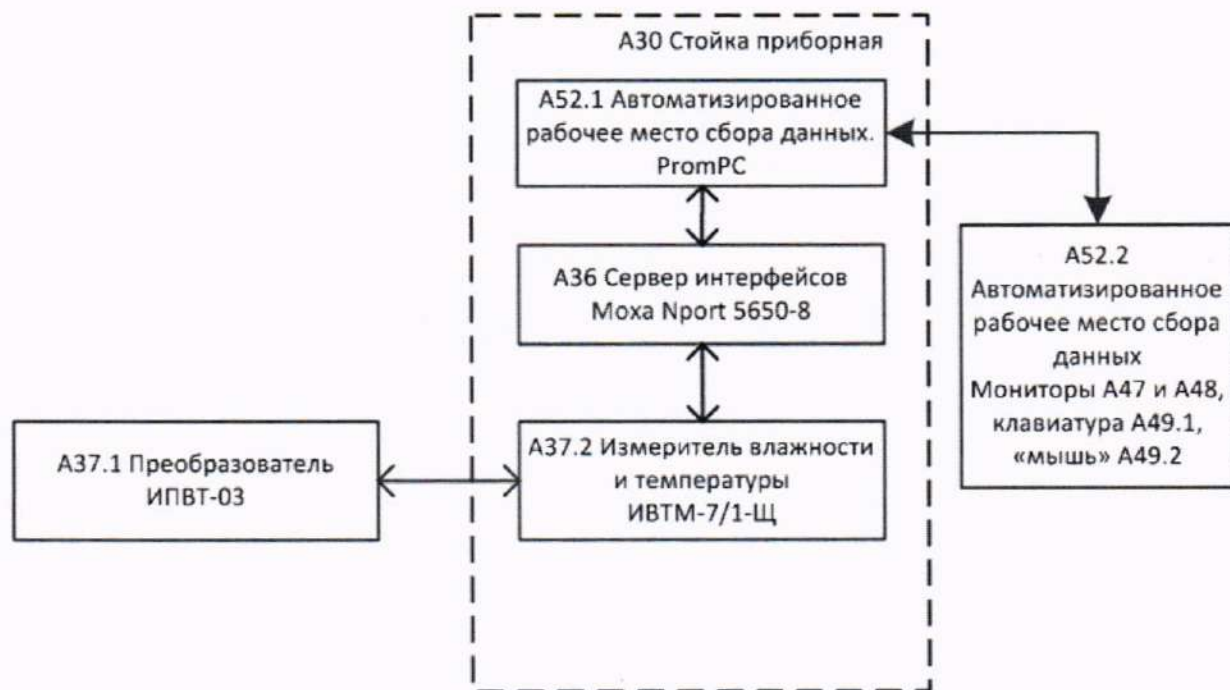 А30 Стойка приборная
А52.1 Автоматизированное
рабочее место сбора данных.
PromPC
А36 Сервер интерфейсов
Moxa Nport 5650-8
А52.2
Автоматизированное
рабочее место сбора
данных
Мониторы А47 и А48,
клавиатура А49.1,
«мышь» А49.2
А37.1 Преобразователь
ИПВТ-03
А37.2 Измеритель влажности
и температуры
ИВТМ-7/1-Щ